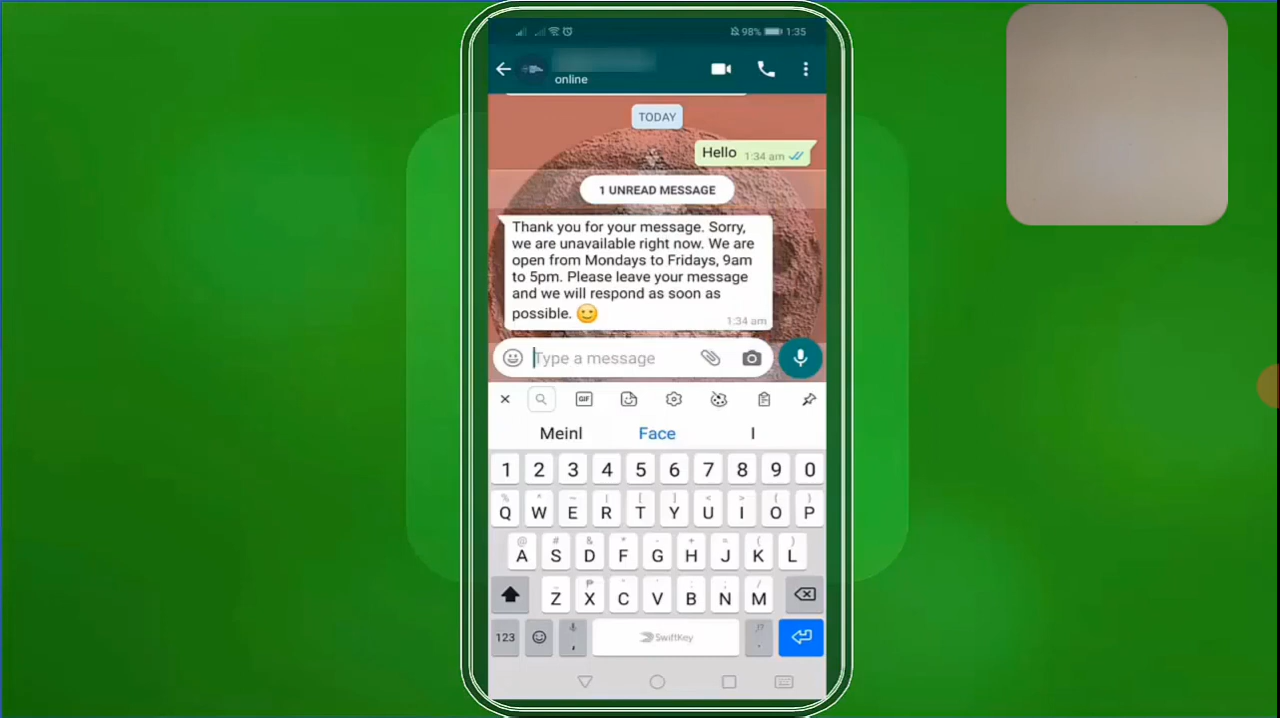 98% 1:35
online
TODAY
Hello 1:34 am
1 UNREAD MESSAGE
Thank you for your message. Sorry,
we are unavailable right now. We are
open from Mondays to Fridays, 9am
to 5pm. Please leave your message
and we will respond as soon as
possible. 🙂
1:34 am
Type a message
GIF
Meinl Face I
1 2 3 4 5 6 7 8 9 0
Q W E R T Y U I O P
A S D F G H J K L
Z X C V B N M
123 , SwiftKey .